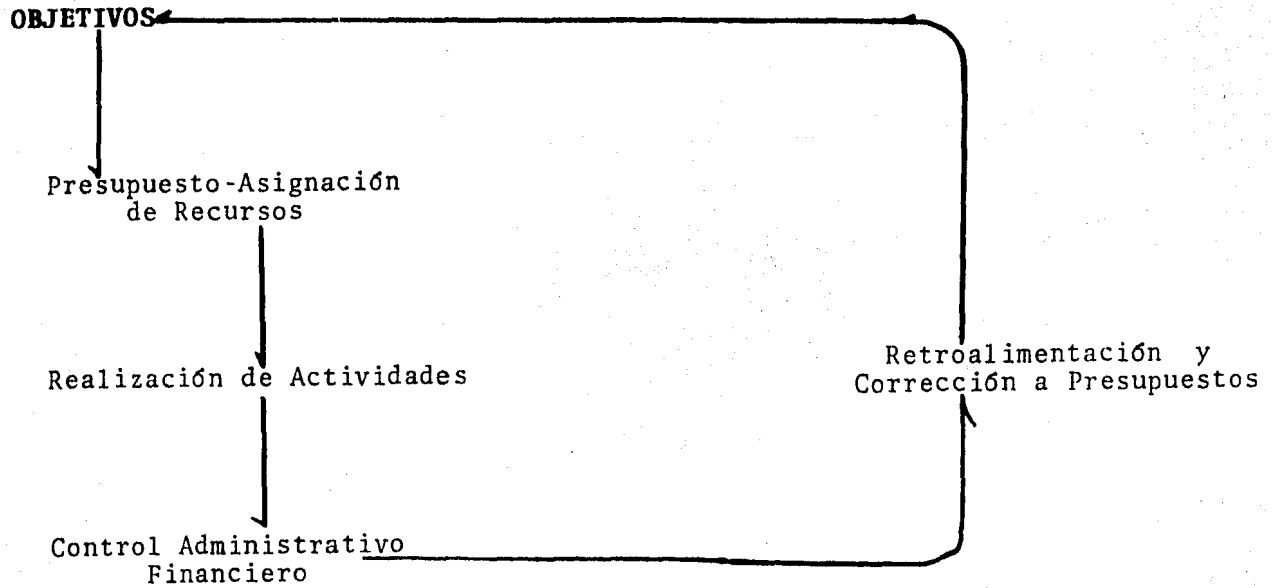 OBJETIVOS
Presupuesto-Asignación
de Recursos
Realización de Actividades
Retroalimentación y
Corrección a Presupuestos
Control Administrativo
Financiero